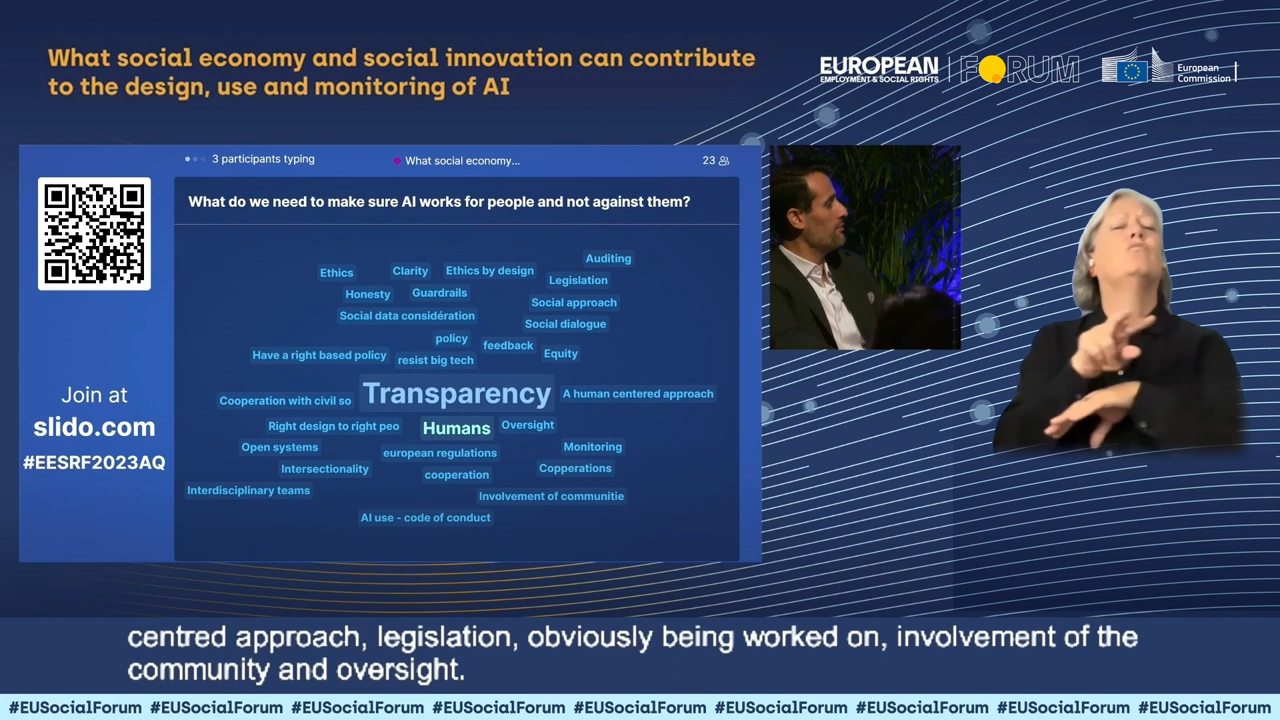 What social economy and social innovation can contribute
to the design, use and monitoring of AI
EUROPEAN
EMPLOYMENT & SOCIAL RIGHTS
FORUM
European
Commission
3 participants typing
What social economy...
23
What do we need to make sure AI works for people and not against them?
Auditing
Ethics
Clarity
Ethics by design
Legislation
Honesty
Guardrails
Social approach
Social data considération
Social dialogue
policy
feedback
Have a right based policy
resist big tech
Equity
Transparency
A human centered approach
Cooperation with civil so
Right design to right peo
Humans
Oversight
Open systems
european regulations
Monitoring
Intersectionality
cooperation
Copperations
Interdisciplinary teams
Involvement of communitie
AI use - code of conduct
Join at
slido.com
#EESRF2023AQ
centred approach, legislation, obviously being worked on, involvement of the
community and oversight.
#EUSocialForum #EUSocialForum #EUSocialForum #EUSocialForum #EUSocialForum #EUSocialForum #EUSocialForum #EUSocialForum #EUSocialForum